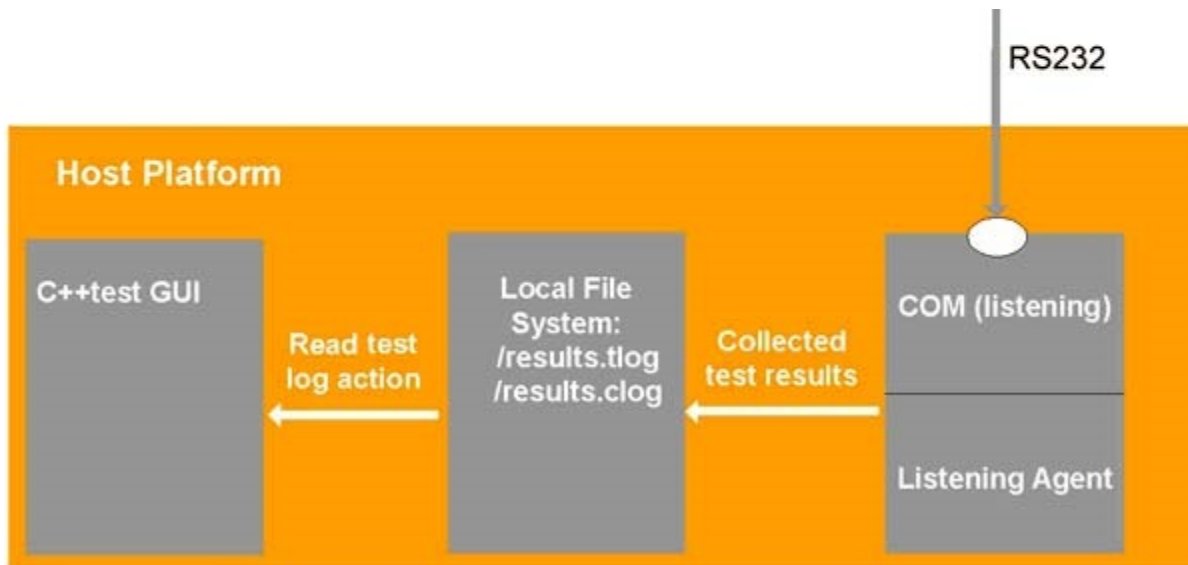 RS232
Host Platform
C++test GUI
Read test
log action
Local File
System:
/results.tlog
/results.clog
Collected
test results
COM (listening)
Listening Agent